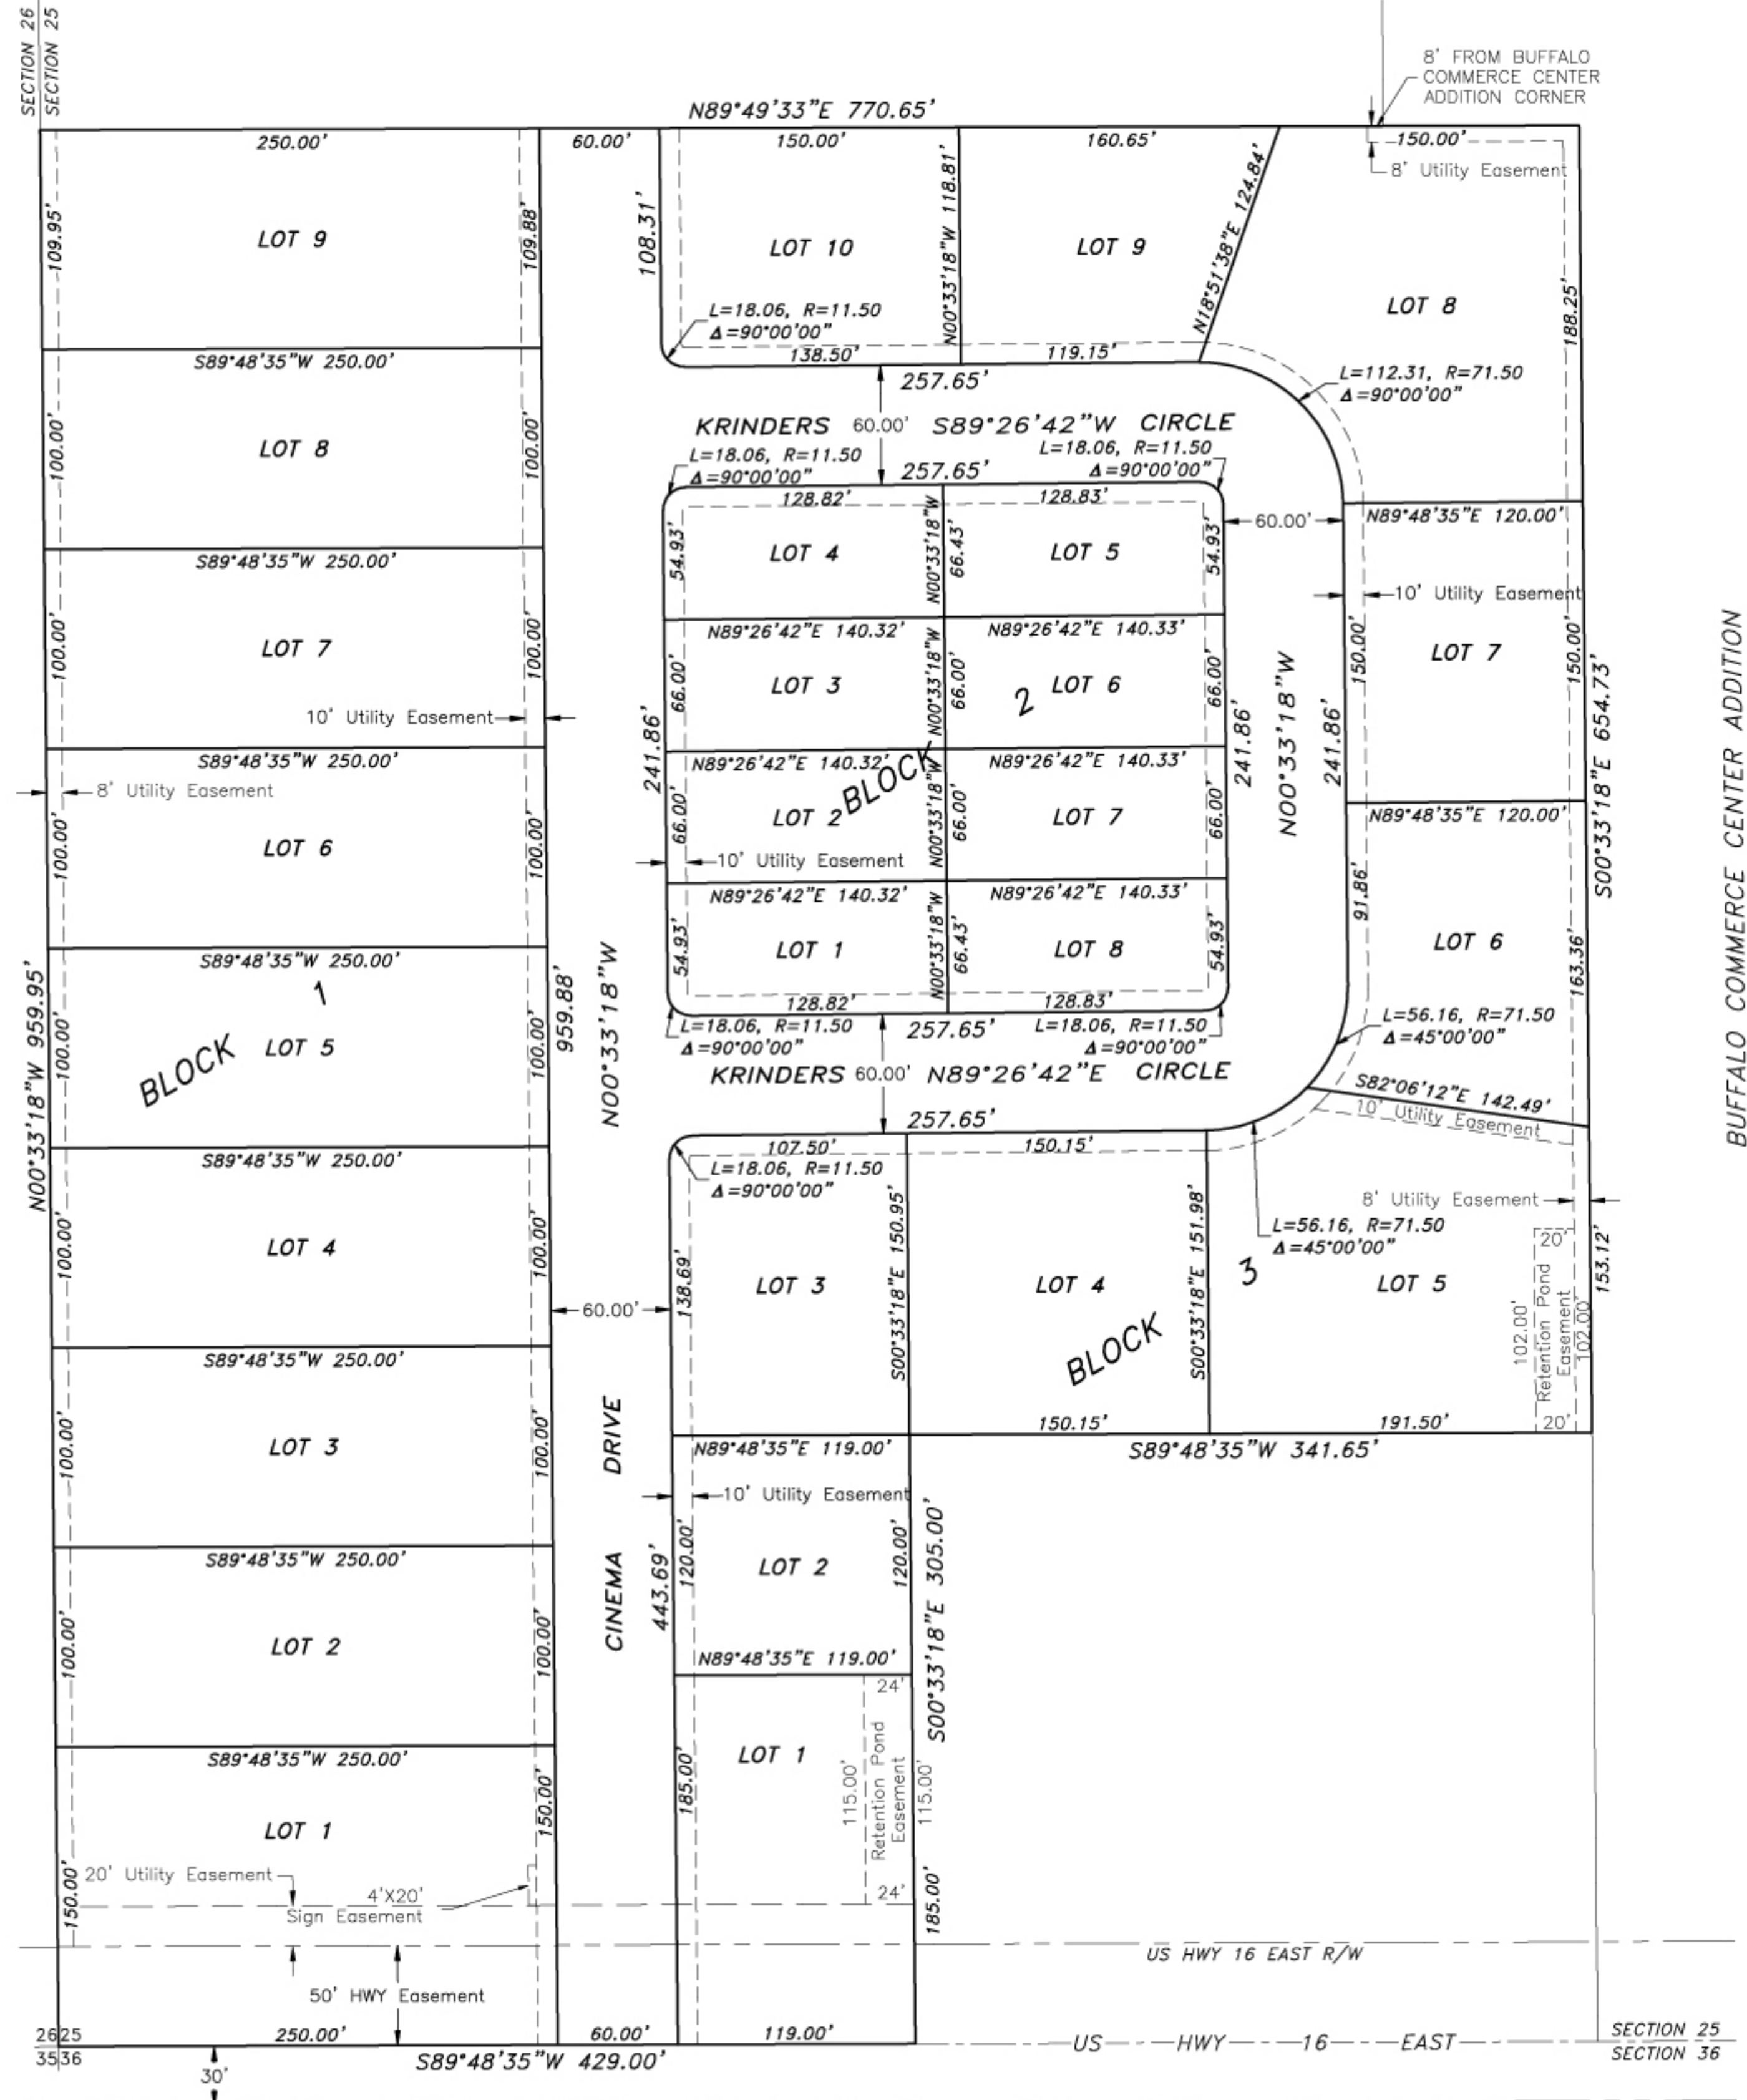 SECTION 26
SECTION 25
8' FROM BUFFALO
COMMERCE CENTER
ADDITION CORNER
N89°49'33"E 770.65'
250.00'
60.00'
150.00'
160.65'
150.00'
8' Utility Easement
109.95'
LOT 9
109.88'
108.31'
LOT 10
N00°33'18"W 118.81'
LOT 9
N18°51'38"E 124.84'
LOT 8
188.25'
L=18.06, R=11.50
Δ=90°00'00"
138.50'
119.15'
257.65'
L=112.31, R=71.50
Δ=90°00'00"
S89°48'35"W 250.00'
KRINDERS 60.00' S89°26'42"W CIRCLE
100.00'
LOT 8
100.00'
L=18.06, R=11.50
Δ=90°00'00"
257.65'
L=18.06, R=11.50
Δ=90°00'00"
128.82'
128.83'
60.00'
N89°48'35"E 120.00'
54.93'
LOT 4
N00°33'18"W
66.43'
LOT 5
54.93'
S89°48'35"W 250.00'
10' Utility Easement
N89°26'42"E 140.32'
N89°26'42"E 140.33'
100.00'
LOT 7
100.00'
66.00'
LOT 3
N00°33'18"W
66.00'
LOT 6
66.00'
150.00'
LOT 7
150.00'
BLOCK 2
241.86'
241.86'
N00°33'18"W
241.86'
S00°33'18"E 654.73'
BUFFALO COMMERCE CENTER ADDITION
10' Utility Easement
S89°48'35"W 250.00'
N89°26'42"E 140.32'
N89°26'42"E 140.33'
8' Utility Easement
66.00'
LOT 2
N00°33'18"W
66.00'
LOT 7
66.00'
N89°48'35"E 120.00'
100.00'
LOT 6
100.00'
10' Utility Easement
N89°26'42"E 140.32'
N89°26'42"E 140.33'
91.86'
LOT 6
163.36'
54.93'
LOT 1
N00°33'18"W
66.43'
LOT 8
54.93'
S89°48'35"W 250.00'
128.82'
128.83'
N00°33'18"W 959.95'
BLOCK 1
100.00'
LOT 5
100.00'
959.88'
N00°33'18"W
L=18.06, R=11.50
Δ=90°00'00"
257.65'
L=18.06, R=11.50
Δ=90°00'00"
L=56.16, R=71.50
Δ=45°00'00"
KRINDERS 60.00' N89°26'42"E CIRCLE
S82°06'12"E 142.49'
10' Utility Easement
257.65'
107.50'
150.15'
S89°48'35"W 250.00'
L=18.06, R=11.50
Δ=90°00'00"
8' Utility Easement
L=56.16, R=71.50
Δ=45°00'00"
100.00'
LOT 4
100.00'
60.00'
138.69'
LOT 3
S00°33'18"E 150.95'
LOT 4
S00°33'18"E 151.98'
BLOCK 3
LOT 5
20'
102.00'
Retention Pond
Easement
102.00'
20'
153.12'
S89°48'35"W 250.00'
150.15'
191.50'
N89°48'35"E 119.00'
S89°48'35"W 341.65'
100.00'
LOT 3
100.00'
CINEMA DRIVE
10' Utility Easement
S89°48'35"W 250.00'
443.69'
120.00'
LOT 2
120.00'
S00°33'18"E 305.00'
100.00'
LOT 2
100.00'
N89°48'35"E 119.00'
24'
S89°48'35"W 250.00'
185.00'
LOT 1
115.00'
Retention Pond
Easement
115.00'
24'
185.00'
150.00'
LOT 1
150.00'
20' Utility Easement
4'X20'
Sign Easement
US HWY 16 EAST R/W
50' HWY Easement
26 25
35 36
250.00'
60.00'
119.00'
S89°48'35"W 429.00'
30'
US HWY 16 EAST
SECTION 25
SECTION 36